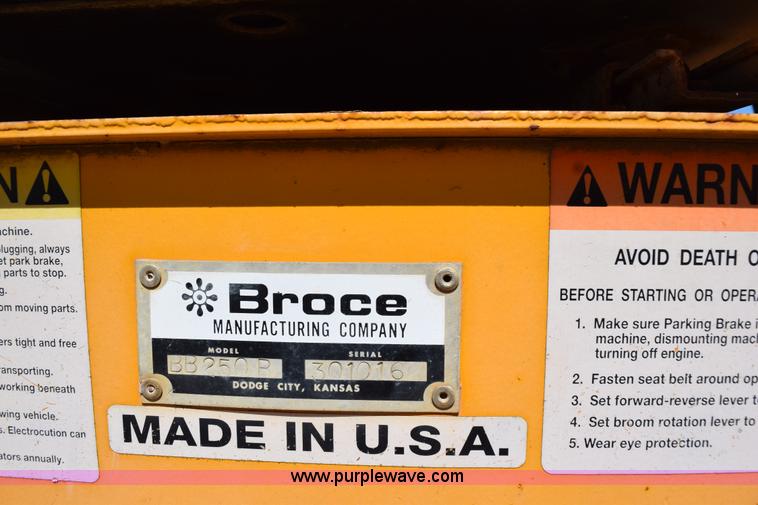 N
achine.
lugging, always
et park brake,
parts to stop.
g.
om moving parts.
ers tight and free
ransporting.
working beneath
wing vehicle.
s. Electrocution can
ators annually.
Broce
MANUFACTURING COMPANY
MODEL SERIAL
BB250B 301016
DODGE CITY, KANSAS
MADE IN U.S.A.
WARN
AVOID DEATH O
BEFORE STARTING OR OPERA
1. Make sure Parking Brake i
machine, dismounting mac
turning off engine.
2. Fasten seat belt around op
3. Set forward-reverse lever t
4. Set broom rotation lever to
5. Wear eye protection.
www.purplewave.com